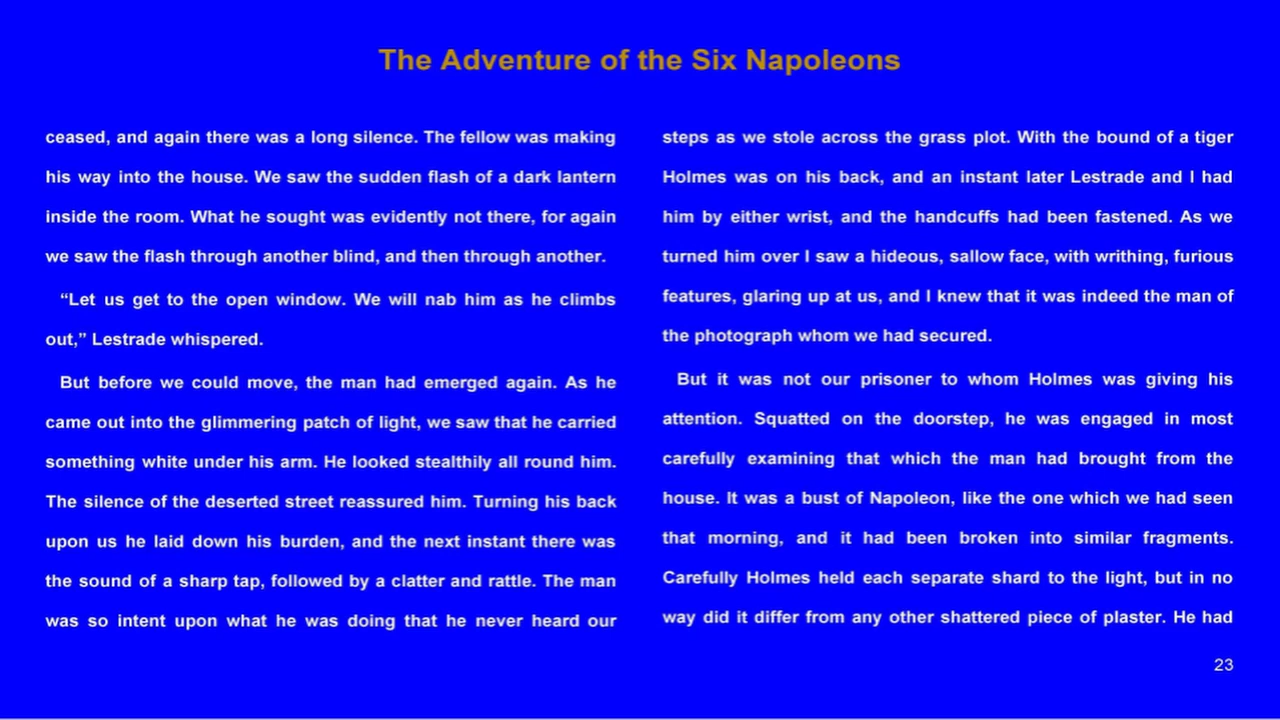 The Adventure of the Six Napoleons
ceased, and again there was a long silence. The fellow was making
his way into the house. We saw the sudden flash of a dark lantern
inside the room. What he sought was evidently not there, for again
we saw the flash through another blind, and then through another.
“Let us get to the open window. We will nab him as he climbs
out,” Lestrade whispered.
But before we could move, the man had emerged again. As he
came out into the glimmering patch of light, we saw that he carried
something white under his arm. He looked stealthily all round him.
The silence of the deserted street reassured him. Turning his back
upon us he laid down his burden, and the next instant there was
the sound of a sharp tap, followed by a clatter and rattle. The man
was so intent upon what he was doing that he never heard our
steps as we stole across the grass plot. With the bound of a tiger
Holmes was on his back, and an instant later Lestrade and I had
him by either wrist, and the handcuffs had been fastened. As we
turned him over I saw a hideous, sallow face, with writhing, furious
features, glaring up at us, and I knew that it was indeed the man of
the photograph whom we had secured.
But it was not our prisoner to whom Holmes was giving his
attention. Squatted on the doorstep, he was engaged in most
carefully examining that which the man had brought from the
house. It was a bust of Napoleon, like the one which we had seen
that morning, and it had been broken into similar fragments.
Carefully Holmes held each separate shard to the light, but in no
way did it differ from any other shattered piece of plaster. He had
23